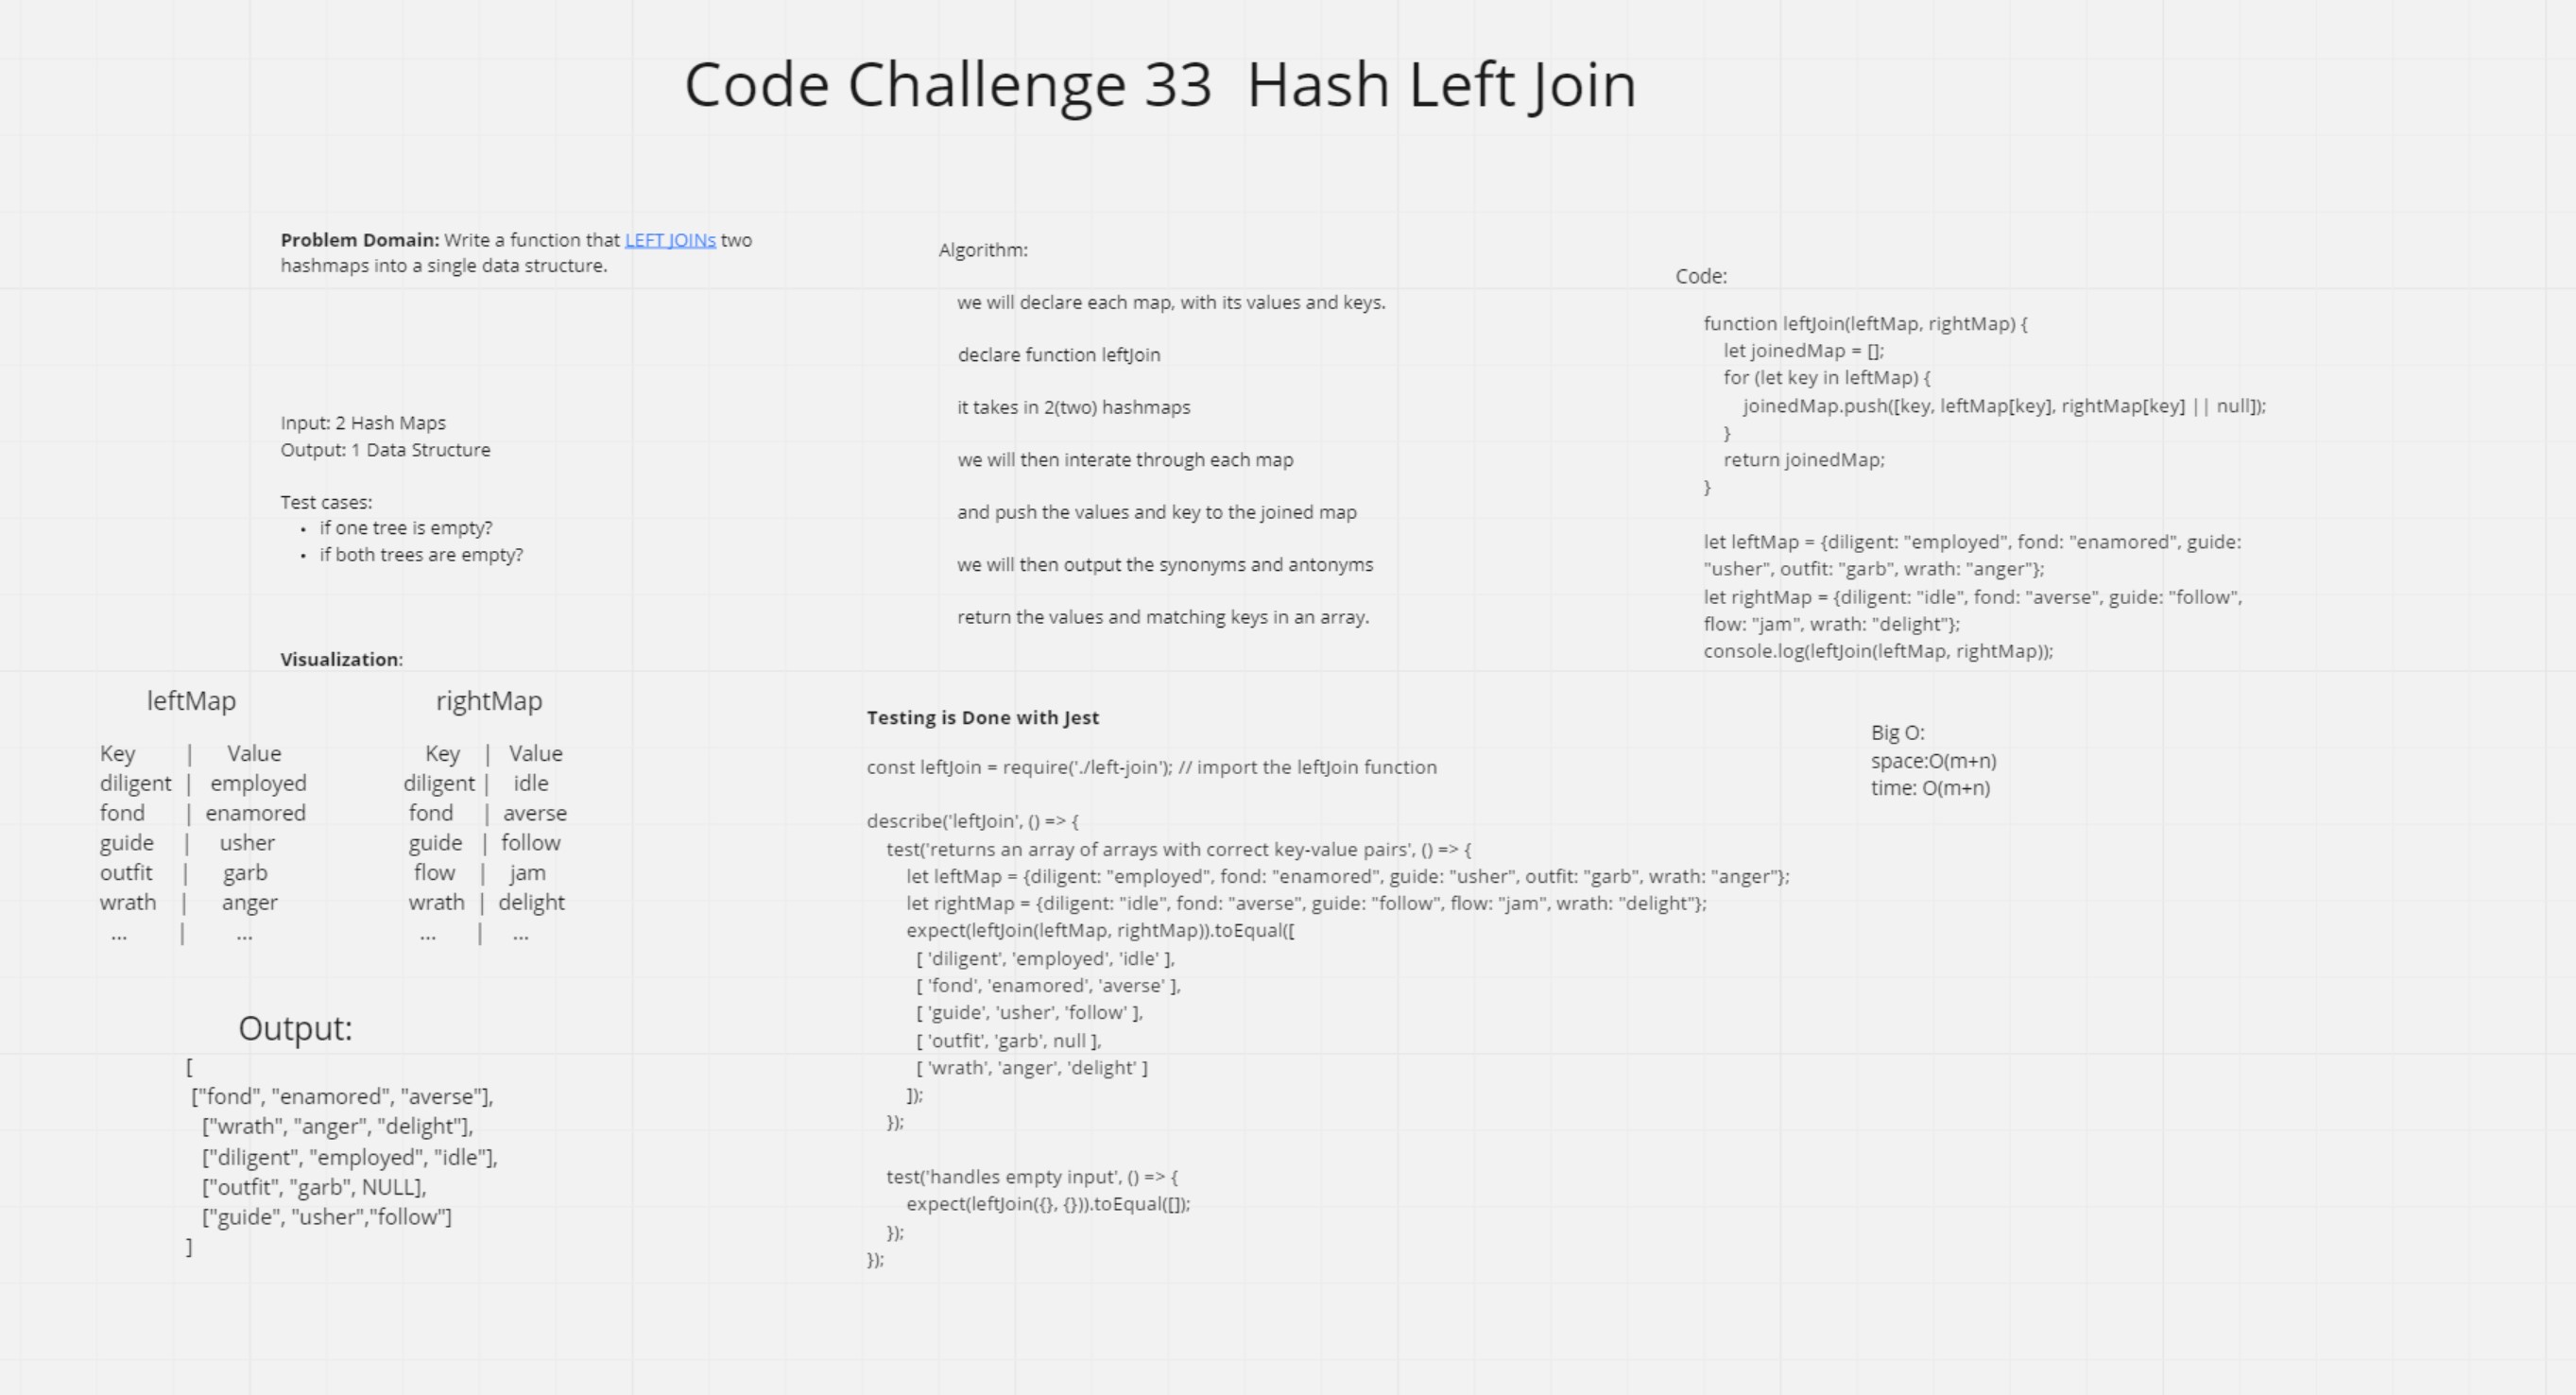 Code Challenge 33  Hash Left Join
Problem Domain: Write a function that LEFT JOINs two
hashmaps into a single data structure.
Input: 2 Hash Maps
Output: 1 Data Structure
Test cases:
• if one tree is empty?
• if both trees are empty?
Visualization:
leftMap
Key | Value
diligent | employed
fond | enamored
guide | usher
outfit | garb
wrath | anger
... | ...
rightMap
Key | Value
diligent | idle
fond | averse
guide | follow
flow | jam
wrath | delight
... | ...
Output:
[
["fond", "enamored", "averse"],
["wrath", "anger", "delight"],
["diligent", "employed", "idle"],
["outfit", "garb", NULL],
["guide", "usher","follow"]
]
Algorithm:
we will declare each map, with its values and keys.
declare function leftJoin
it takes in 2(two) hashmaps
we will then interate through each map
and push the values and key to the joined map
we will then output the synonyms and antonyms
return the values and matching keys in an array.
Testing is Done with Jest
const leftJoin = require('./left-join'); // import the leftJoin function
describe('leftJoin', () => {
test('returns an array of arrays with correct key-value pairs', () => {
let leftMap = {diligent: "employed", fond: "enamored", guide: "usher", outfit: "garb", wrath: "anger"};
let rightMap = {diligent: "idle", fond: "averse", guide: "follow", flow: "jam", wrath: "delight"};
expect(leftJoin(leftMap, rightMap)).toEqual([
[ 'diligent', 'employed', 'idle' ],
[ 'fond', 'enamored', 'averse' ],
[ 'guide', 'usher', 'follow' ],
[ 'outfit', 'garb', null ],
[ 'wrath', 'anger', 'delight' ]
]);
});
test('handles empty input', () => {
expect(leftJoin({}, {})).toEqual([]);
});
});
Code:
function leftJoin(leftMap, rightMap) {
let joinedMap = [];
for (let key in leftMap) {
joinedMap.push([key, leftMap[key], rightMap[key] || null]);
}
return joinedMap;
}
let leftMap = {diligent: "employed", fond: "enamored", guide:
"usher", outfit: "garb", wrath: "anger"};
let rightMap = {diligent: "idle", fond: "averse", guide: "follow",
flow: "jam", wrath: "delight"};
console.log(leftJoin(leftMap, rightMap));
Big O:
space:O(m+n)
time: O(m+n)